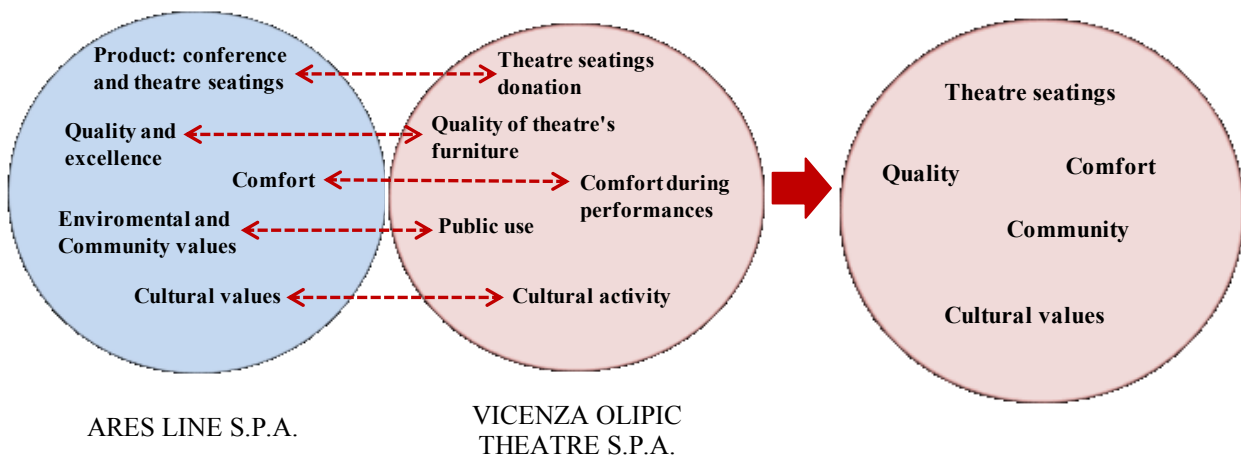 Product: conference
and theatre seatings
Quality and
excellence
Comfort
Enviromental and
Community values
Cultural values
ARES LINE S.P.A.
Theatre seatings
donation
Quality of theatre's
furniture
Comfort during
performances
Public use
Cultural activity
VICENZA OLIPIC
THEATRE S.P.A.
Theatre seatings
Quality
Comfort
Community
Cultural values